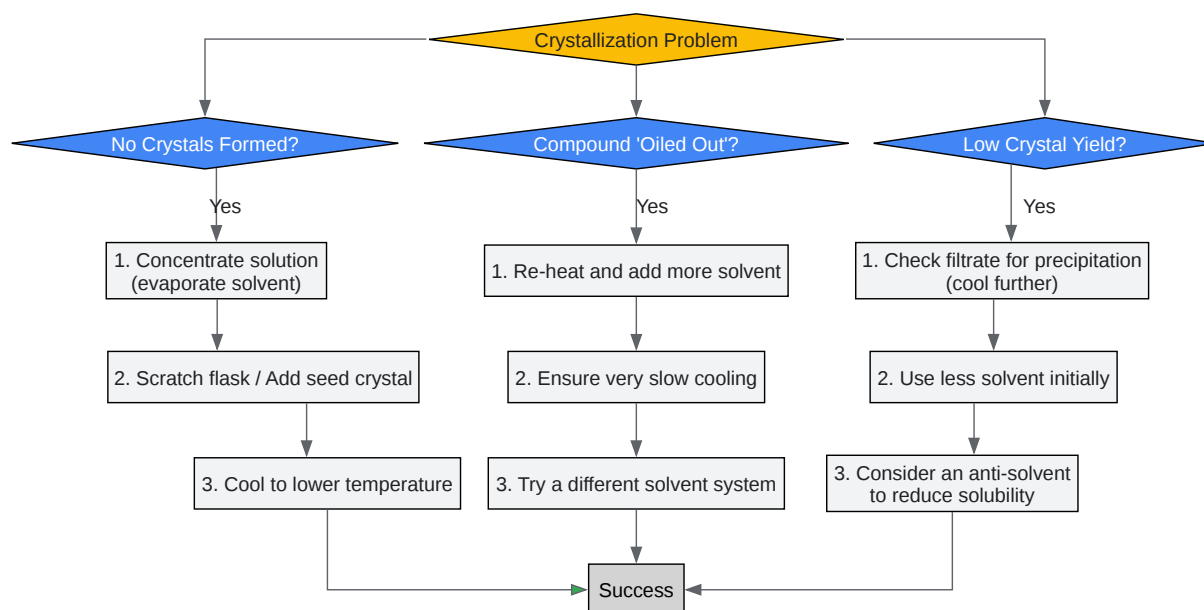 Crystallization Problem
No Crystals Formed?
Compound 'Oiled Out'?
Low Crystal Yield?
Yes
Yes
Yes
1. Concentrate solution
(evaporate solvent)
1. Re-heat and add more solvent
1. Check filtrate for precipitation
(cool further)
2. Scratch flask / Add seed crystal
2. Ensure very slow cooling
2. Use less solvent initially
3. Cool to lower temperature
3. Try a different solvent system
3. Consider an anti-solvent
to reduce solubility
Success